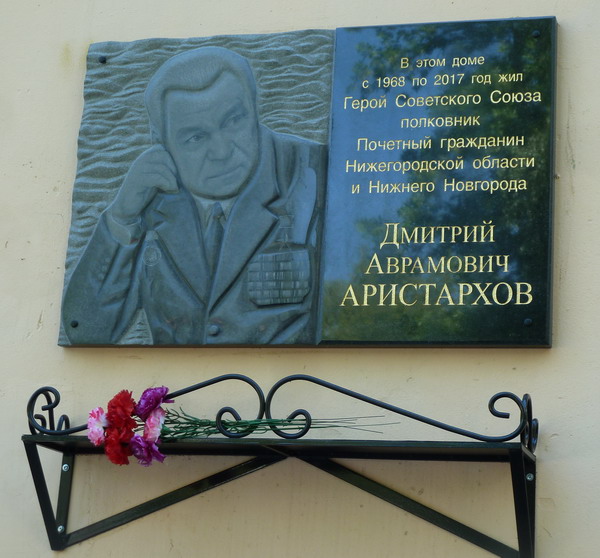 В этом доме
с 1968 по 2017 год жил
Герой Советского Союза
полковник
Почетный гражданин
Нижегородской области
и Нижнего Новгорода
Дмитрий
Аврамович
АРИСТАРХОВ